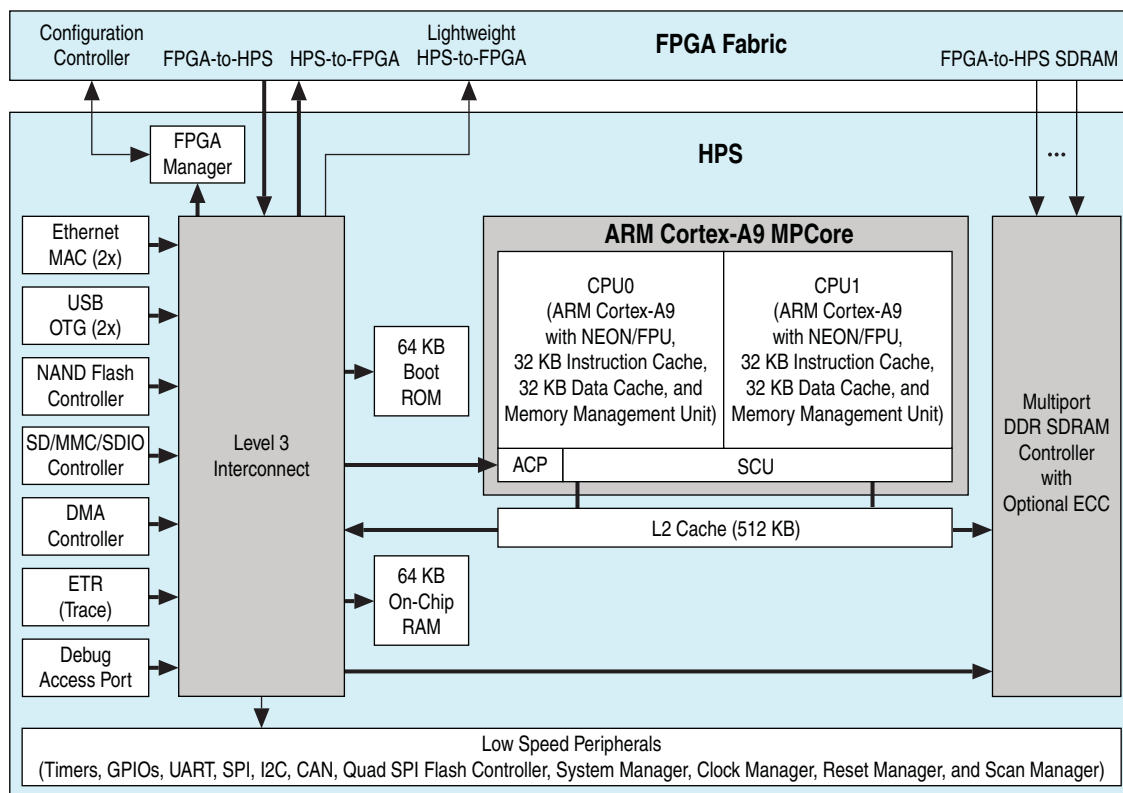 Configuration
Controller
FPGA-to-HPS
HPS-to-FPGA
Lightweight
HPS-to-FPGA
FPGA Fabric
FPGA-to-HPS SDRAM
FPGA
Manager
HPS
...
Ethernet
MAC (2x)
USB
OTG (2x)
NAND Flash
Controller
SD/MMC/SDIO
Controller
DMA
Controller
ETR
(Trace)
Debug
Access Port
Level 3
Interconnect
64 KB
Boot
ROM
64 KB
On-Chip
RAM
ARM Cortex-A9 MPCore
CPU0
(ARM Cortex-A9
with NEON/FPU,
32 KB Instruction Cache,
32 KB Data Cache, and
Memory Management Unit)
CPU1
(ARM Cortex-A9
with NEON/FPU,
32 KB Instruction Cache,
32 KB Data Cache, and
Memory Management Unit)
ACP
SCU
L2 Cache (512 KB)
Multiport
DDR SDRAM
Controller
with
Optional ECC
Low Speed Peripherals
(Timers, GPIOs, UART, SPI, I2C, CAN, Quad SPI Flash Controller, System Manager, Clock Manager, Reset Manager, and Scan Manager)